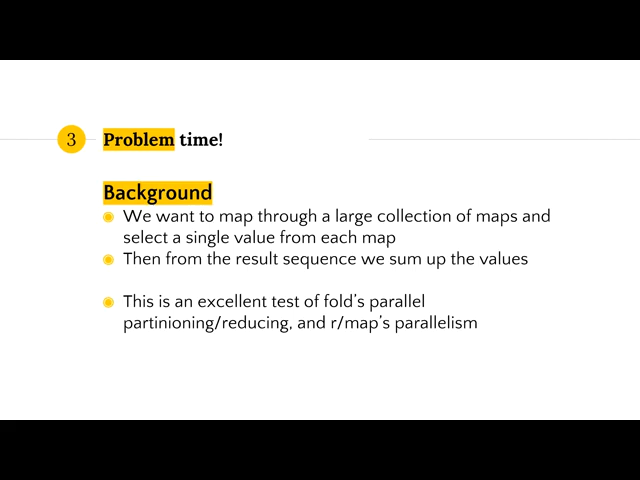 3 Problem time!
Background
We want to map through a large collection of maps and
select a single value from each map
Then from the result sequence we sum up the values
This is an excellent test of fold's parallel
partinioning/reducing, and r/map's parallelism